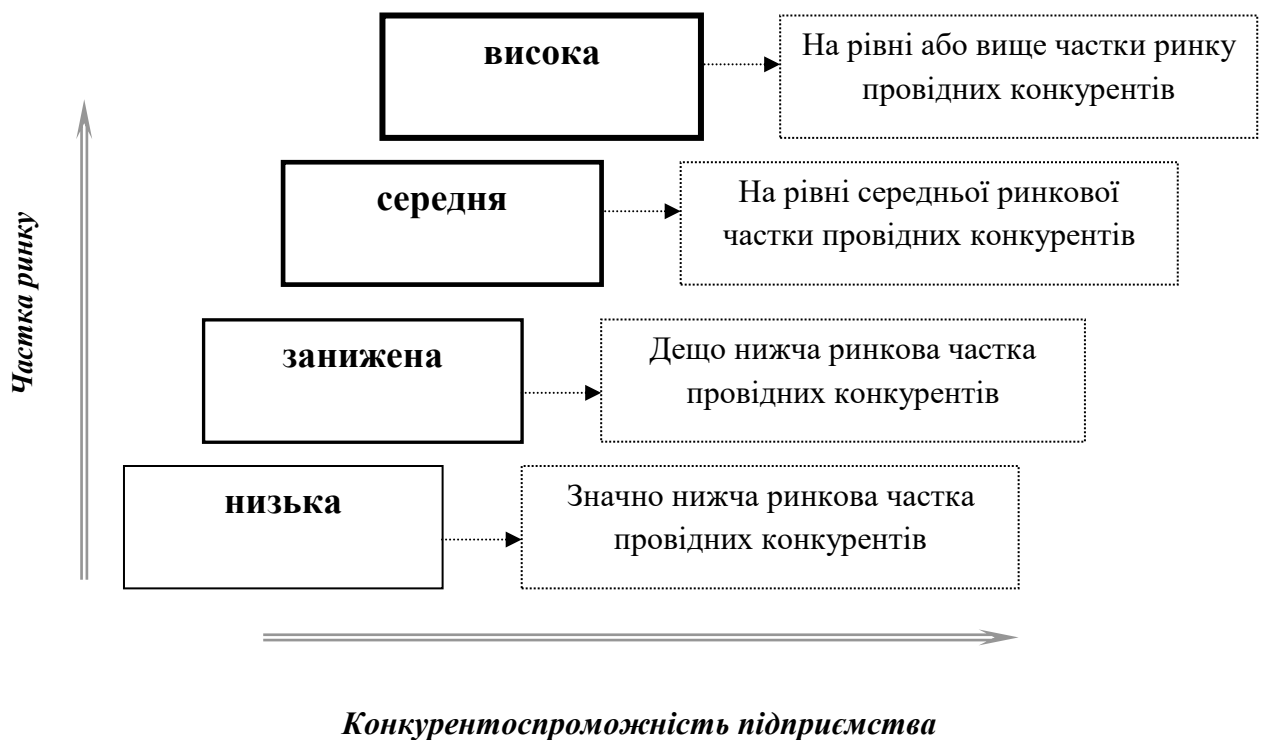 висока
На рівні або вище частки ринку
провідних конкурентів
середня
На рівні середньої ринкової
частки провідних конкурентів
занижена
Дещо нижча ринкова частка
провідних конкурентів
низька
Значно нижча ринкова частка
провідних конкурентів
Частка ринку
Конкурентоспроможність підприємства